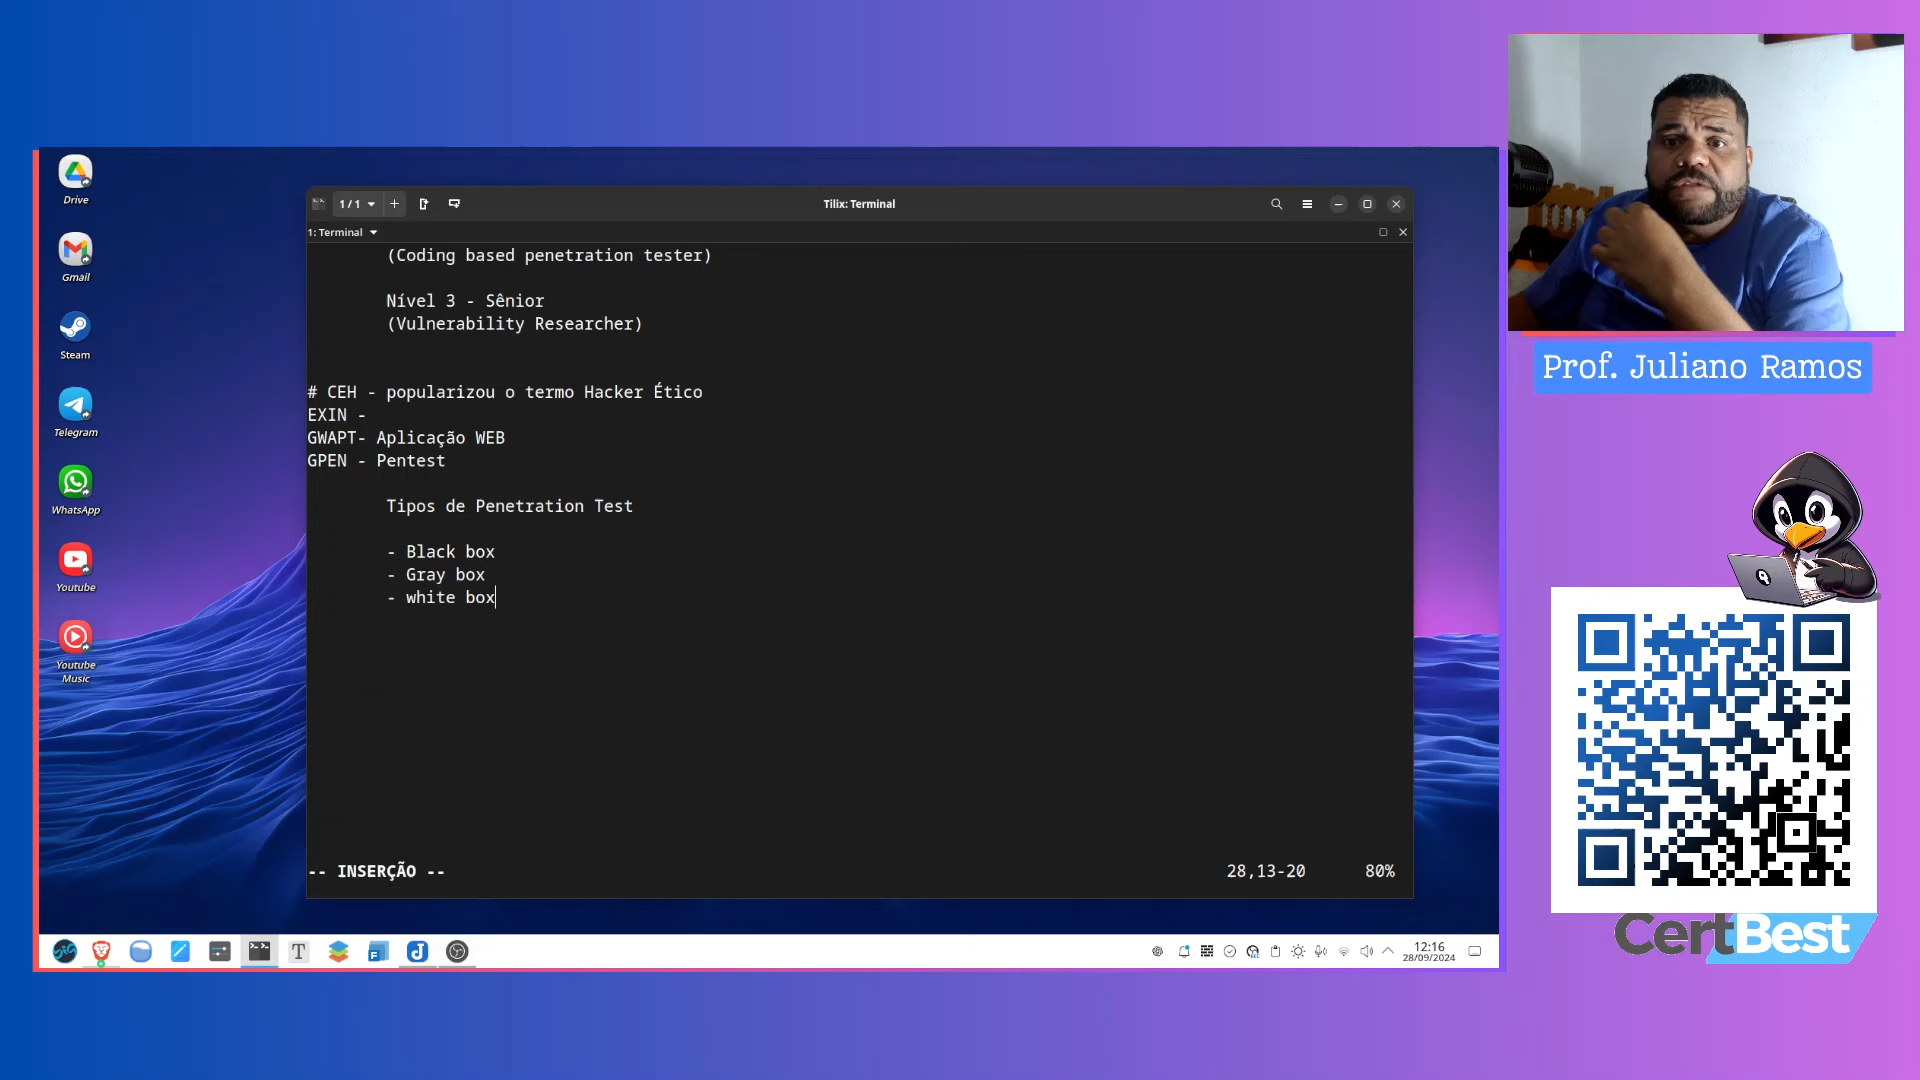 Drive
Gmail
Steam
Telegram
WhatsApp
Youtube
Youtube
Music
1 / 1
Tilix: Terminal
1: Terminal
(Coding based penetration tester)
Nível 3 - Sênior
(Vulnerability Researcher)
# CEH - popularizou o termo Hacker Ético
EXIN -
GWAPT- Aplicação WEB
GPEN - Pentest
Tipos de Penetration Test
- Black box
- Gray box
- white box
-- INSERÇÃO --
28,13-20
80%
12:16
28/09/2024
Prof. Juliano Ramos
CertBest